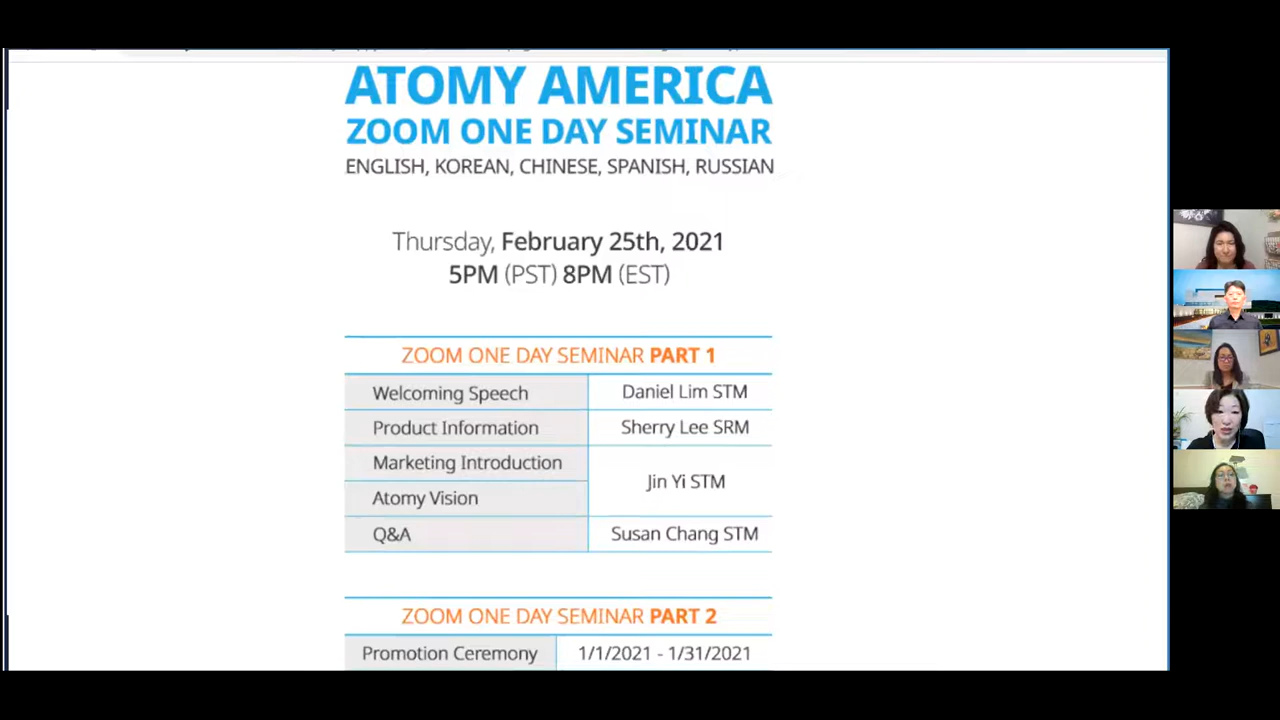 ATOMY AMERICA
ZOOM ONE DAY SEMINAR
ENGLISH, KOREAN, CHINESE, SPANISH, RUSSIAN
Thursday, February 25th, 2021
5PM (PST) 8PM (EST)
ZOOM ONE DAY SEMINAR PART 1
Welcoming Speech Daniel Lim STM
Product Information Sherry Lee SRM
Marketing Introduction
Jin Yi STM
Atomy Vision
Q&A Susan Chang STM
ZOOM ONE DAY SEMINAR PART 2
Promotion Ceremony 1/1/2021 - 1/31/2021